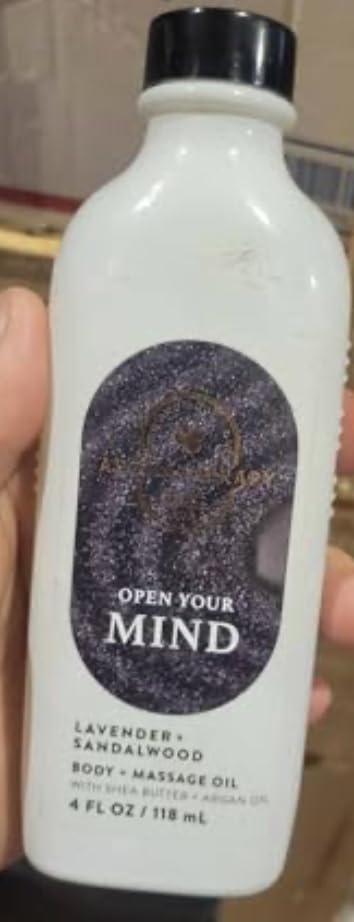 OPEN YOUR
MIND
LAVENDER +
SANDALWOOD
BODY + MASSAGE OIL
WITH SHEA BUTTER + ARGAN OIL
4 FL OZ / 118 mL